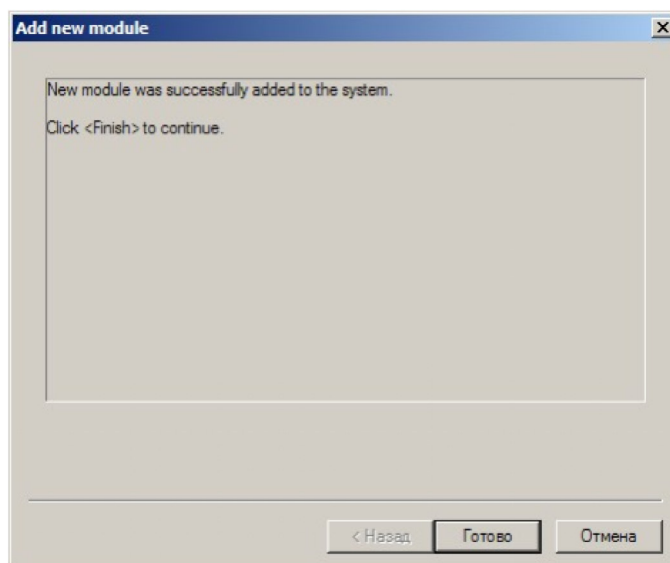 Add new module
New module was successfully added to the system.
Click <Finish> to continue.
< Назад
Готово
Отмена